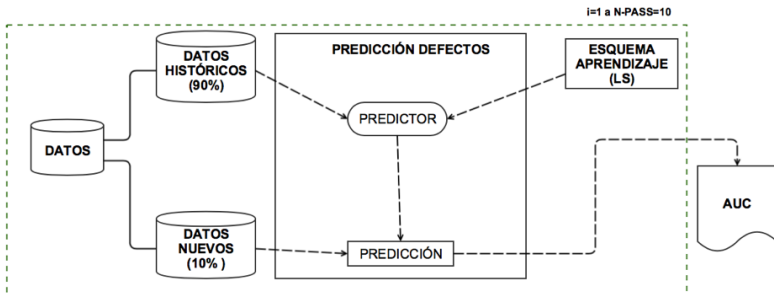 i=1 a N-PASS=10
DATOS
HISTÓRICOS
(90%)
PREDICCIÓN DEFECTOS
ESQUEMA
APRENDIZAJE
(LS)
PREDICTOR
DATOS
AUC
DATOS
NUEVOS
(10% )
PREDICCIÓN